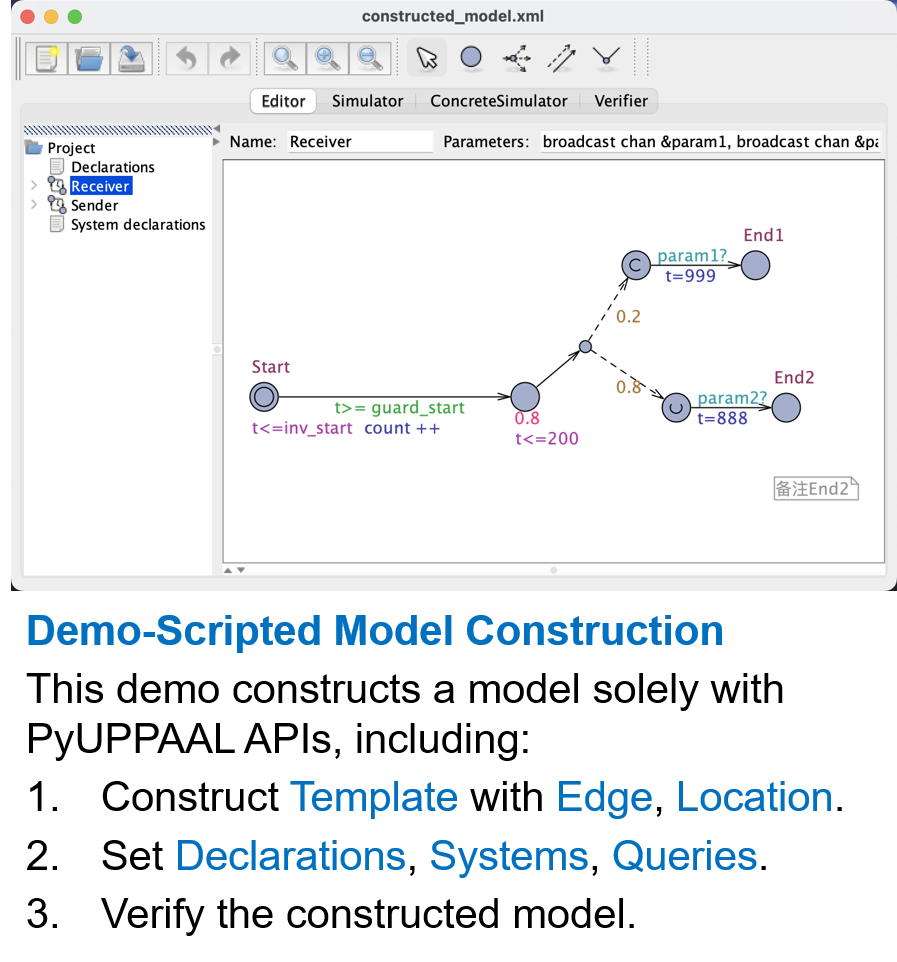 constructed_model.xml
Editor
Simulator
ConcreteSimulator
Verifier
Project
Declarations
Receiver
Sender
System declarations
Name: Receiver
Parameters: broadcast chan &param1, broadcast chan &pa
End1
param1?
t=999
0.2
Start
t>= guard_start
t<=inv_start count ++
0.8
t<=200
0.8
End2
param2?
t=888
备注End2
C
U
Demo-Scripted Model Construction
This demo constructs a model solely with
PyUPPAAL APIs, including:
1. Construct Template with Edge, Location.
2. Set Declarations, Systems, Queries.
3. Verify the constructed model.